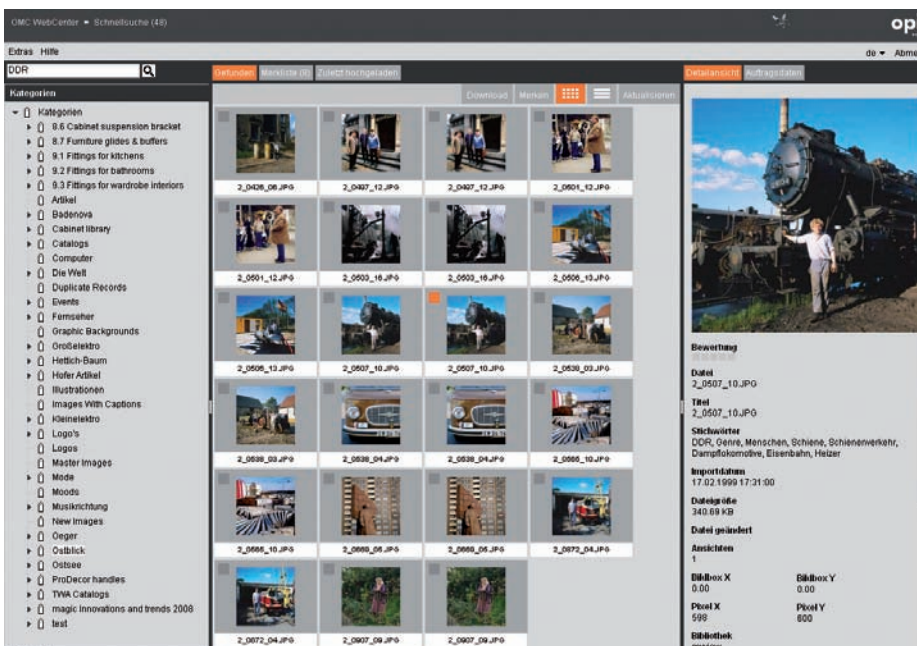 OMC WebCenter • Schnellsuche (48)
op
Extras Hilfe
de Abme
DDR
Gefunden Merkliste (0) Zuletzt hochgeladen
Detailansicht Auftragsdaten
Kategorien
Download Merken Aktualisieren
Kategorien
8.6 Cabinet suspension bracket
8.7 Furniture glides & buffers
9.1 Fittings for kitchens
9.2 Fittings for bathrooms
9.3 Fittings for wardrobe interiors
Artikel
Badenova
Cabinet library
Catalogs
Computer
Die Welt
Duplicate Records
Events
Fernseher
Graphic Backgrounds
Großelektro
Hettich-Baum
Hofer Artikel
Illustrationen
Images With Captions
Kleinelektro
Logo's
Logos
Master Images
Mode
Moods
Musikrichtung
New Images
Oeger
Ostblick
Ostsee
ProDecor handles
TWA Catalogs
magic innovations and trends 2008
test
2_0426_06.JPG 2_0497_12.JPG 2_0497_12.JPG 2_0501_12.JPG
2_0501_12.JPG 2_0503_16.JPG 2_0503_16.JPG 2_0506_13.JPG
2_0506_13.JPG 2_0507_10.JPG 2_0507_10.JPG 2_0538_03.JPG
2_0538_03.JPG 2_0538_04.JPG 2_0538_04.JPG 2_0565_10.JPG
2_0565_10.JPG 2_0669_05.JPG 2_0669_05.JPG 2_0872_04.JPG
2_0872_04.JPG 2_0907_09.JPG 2_0907_09.JPG
Bewertung
Datei
2_0507_10.JPG
Titel
2_0507_10.JPG
Stichwörter
DDR, Genre, Menschen, Schiene, Schienenverkehr,
Dampflokomotive, Eisenbahn, Heizer
Importdatum
17.02.1999 17:31:00
Dateigröße
340.69 KB
Datei geändert
Ansichten
1
Bildbox X Bildbox Y
0.00 0.00
Pixel X Pixel Y
598 600
Bibliothek